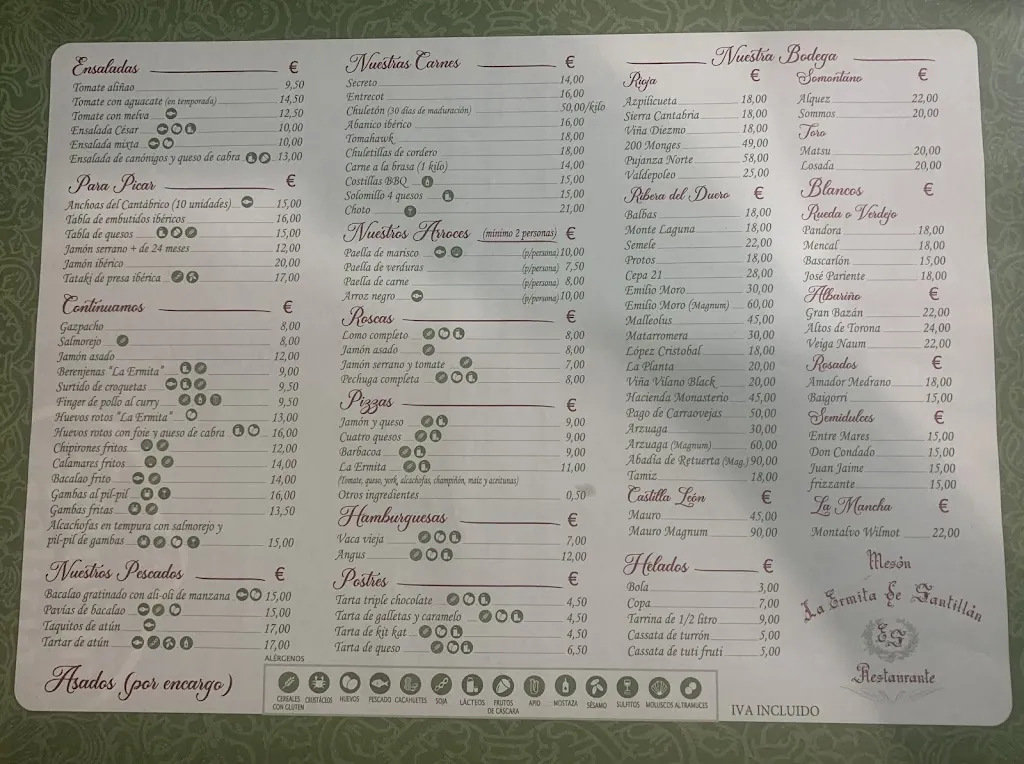 Ensaladas €
Tomate aliñao 9,50
Tomate con aguacate (en temporada) 14,50
Tomate con melva 12,50
Ensalada César 10,00
Ensalada mixta 10,00
Ensalada de canónigos y queso de cabra 13,00
Para Picar €
Anchoas del Cantábrico (10 unidades) 15,00
Tabla de embutidos ibéricos 16,00
Tabla de quesos 15,00
Jamón serrano + de 24 meses 12,00
Jamón ibérico 20,00
Tataki de presa ibérica 17,00
Continuamos €
Gazpacho 8,00
Salmorejo 8,00
Jamón asado 12,00
Berenjenas "La Ermita" 9,00
Surtido de croquetas 9,50
Finger de pollo al curry 9,50
Huevos rotos "La Ermita" 13,00
Huevos rotos con foie y queso de cabra 16,00
Chipirones fritos 12,00
Calamares fritos 14,00
Bacalao frito 14,00
Gambas al pil-pil 16,00
Gambas fritas 13,50
Alcachofas en tempura con salmorejo y
pil-pil de gambas 15,00
Nuestros Pescados €
Bacalao gratinado con ali-oli de manzana 15,00
Pavías de bacalao 15,00
Taquitos de atún 17,00
Tartar de atún 17,00
Asados (por encargo)
Nuestras Carnes €
Secreto 14,00
Entrecot 16,00
Chuletón (30 días de maduración) 50,00/kilo
Abanico ibérico 16,00
Tomahawk 18,00
Chuletillas de cordero 18,00
Carne a la brasa (1 kilo) 14,00
Costillas BBQ 15,00
Solomillo 4 quesos 15,00
Choto 21,00
Nuestros Arroces (mínimo 2 personas) €
Paella de marisco (p/persona) 10,00
Paella de verduras (p/persona) 7,50
Paella de carne (p/persona) 8,00
Arroz negro (p/persona) 10,00
Roscas €
Lomo completo 8,00
Jamón asado 8,00
Jamón serrano y tomate 7,00
Pechuga completa 8,00
Pizzas €
Jamón y queso 9,00
Cuatro quesos 9,00
Barbacoa 9,00
La Ermita 11,00
(Tomate, queso, york, alcachofas, champiñón, maíz y aceitunas)
Otros ingredientes 0,50
Hamburguesas €
Vaca vieja 7,00
Angus 12,00
Postres €
Tarta triple chocolate 4,50
Tarta de galletas y caramelo 4,50
Tarta de kit kat 4,50
Tarta de queso 6,50
Nuestra Bodega
Rioja €
Azpilicueta 18,00
Sierra Cantabria 18,00
Viña Diezmo 18,00
200 Monges 49,00
Pujanza Norte 58,00
Valdepoleo 25,00
Ribera del Duero €
Balbas 18,00
Monte Laguna 18,00
Semele 22,00
Protos 18,00
Cepa 21 28,00
Emilio Moro 30,00
Emilio Moro (Magnum) 60,00
Malleolus 45,00
Matarromera 30,00
López Cristobal 18,00
La Planta 20,00
Viña Vilano Black 20,00
Hacienda Monasterio 45,00
Pago de Carraovejas 50,00
Arzuaga 30,00
Arzuaga (Magnum) 60,00
Abadía de Retuerta (Mag.) 90,00
Tamiz 18,00
Castilla León €
Mauro 45,00
Mauro Magnum 90,00
Helados €
Bola 3,00
Copa 7,00
Tarrina de 1/2 litro 9,00
Cassata de turrón 5,00
Cassata de tuti fruti 5,00
Somontano €
Alquez 22,00
Sommos 20,00
Toro
Matsu 20,00
Losada 20,00
Blancos €
Rueda o Verdejo
Pandora 18,00
Mencal 18,00
Bascarlón 15,00
José Pariente 18,00
Albariño €
Gran Bazán 22,00
Altos de Torona 24,00
Veiga Naum 22,00
Rosados €
Amador Medrano 18,00
Baigorri 15,00
Semidulces €
Entre Mares 15,00
Don Condado 15,00
Juan Jaime 15,00
frizzante 15,00
La Mancha €
Montalvo Wilmot 22,00
Mesón
La Ermita de Santillán
ES
Restaurante
ALÉRGENOS
CEREALES CON GLUTEN CRUSTÁCEOS HUEVOS PESCADO CACAHUETES SOJA LÁCTEOS FRUTOS DE CASCARA APIO MOSTAZA SÉSAMO SULFITOS MOLUSCOS ALTRAMUCES
IVA INCLUIDO